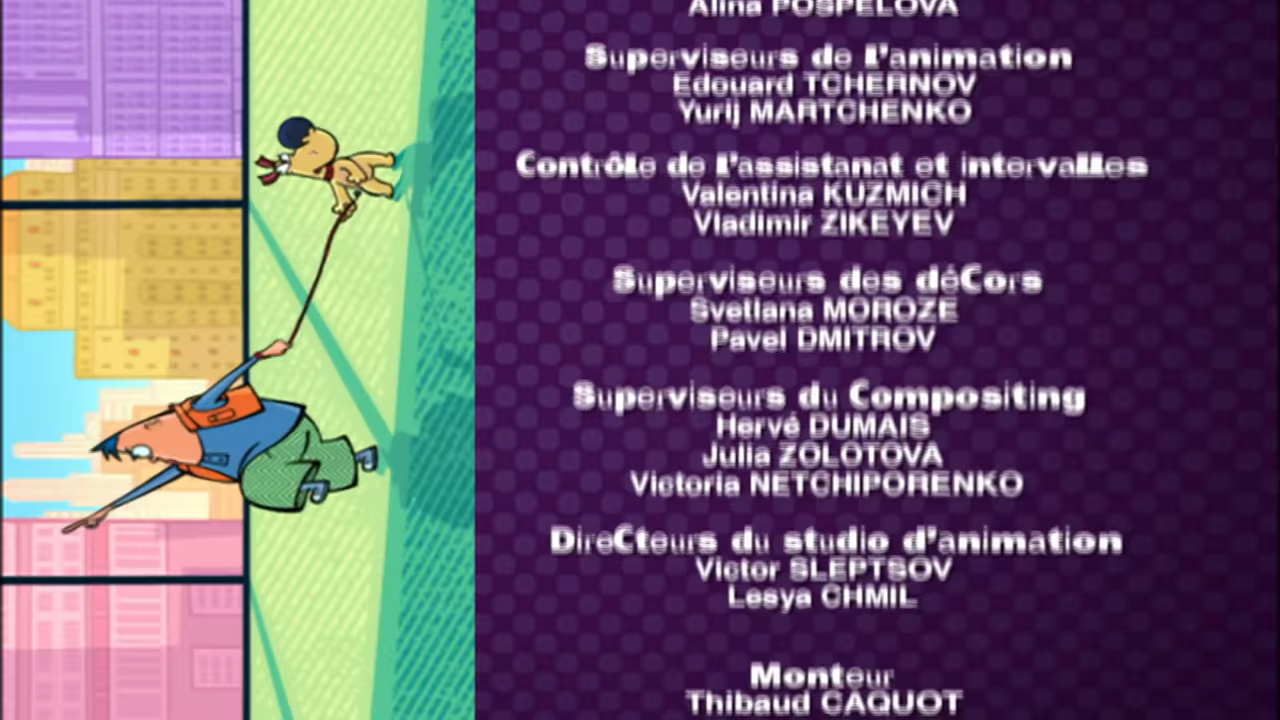 Alina POSPELOVA
Superviseurs de l'animation
Edouard TCHERNOV
Yurij MARTCHENKO
Contrôle de l'assistanat et intervalles
Valentina KUZMICH
Vladimir ZIKEYEV
Superviseurs des déCors
Svetlana MOROZE
Pavel DMITROV
Superviseurs du Compositing
Hervé DUMAIS
Julia ZOLOTOVA
Victoria NETCHIPORENKO
DireCteurs du studio d'animation
Victor SLEPTSOV
Lesya CHMIL
Monteur
Thibaud CAQUOT